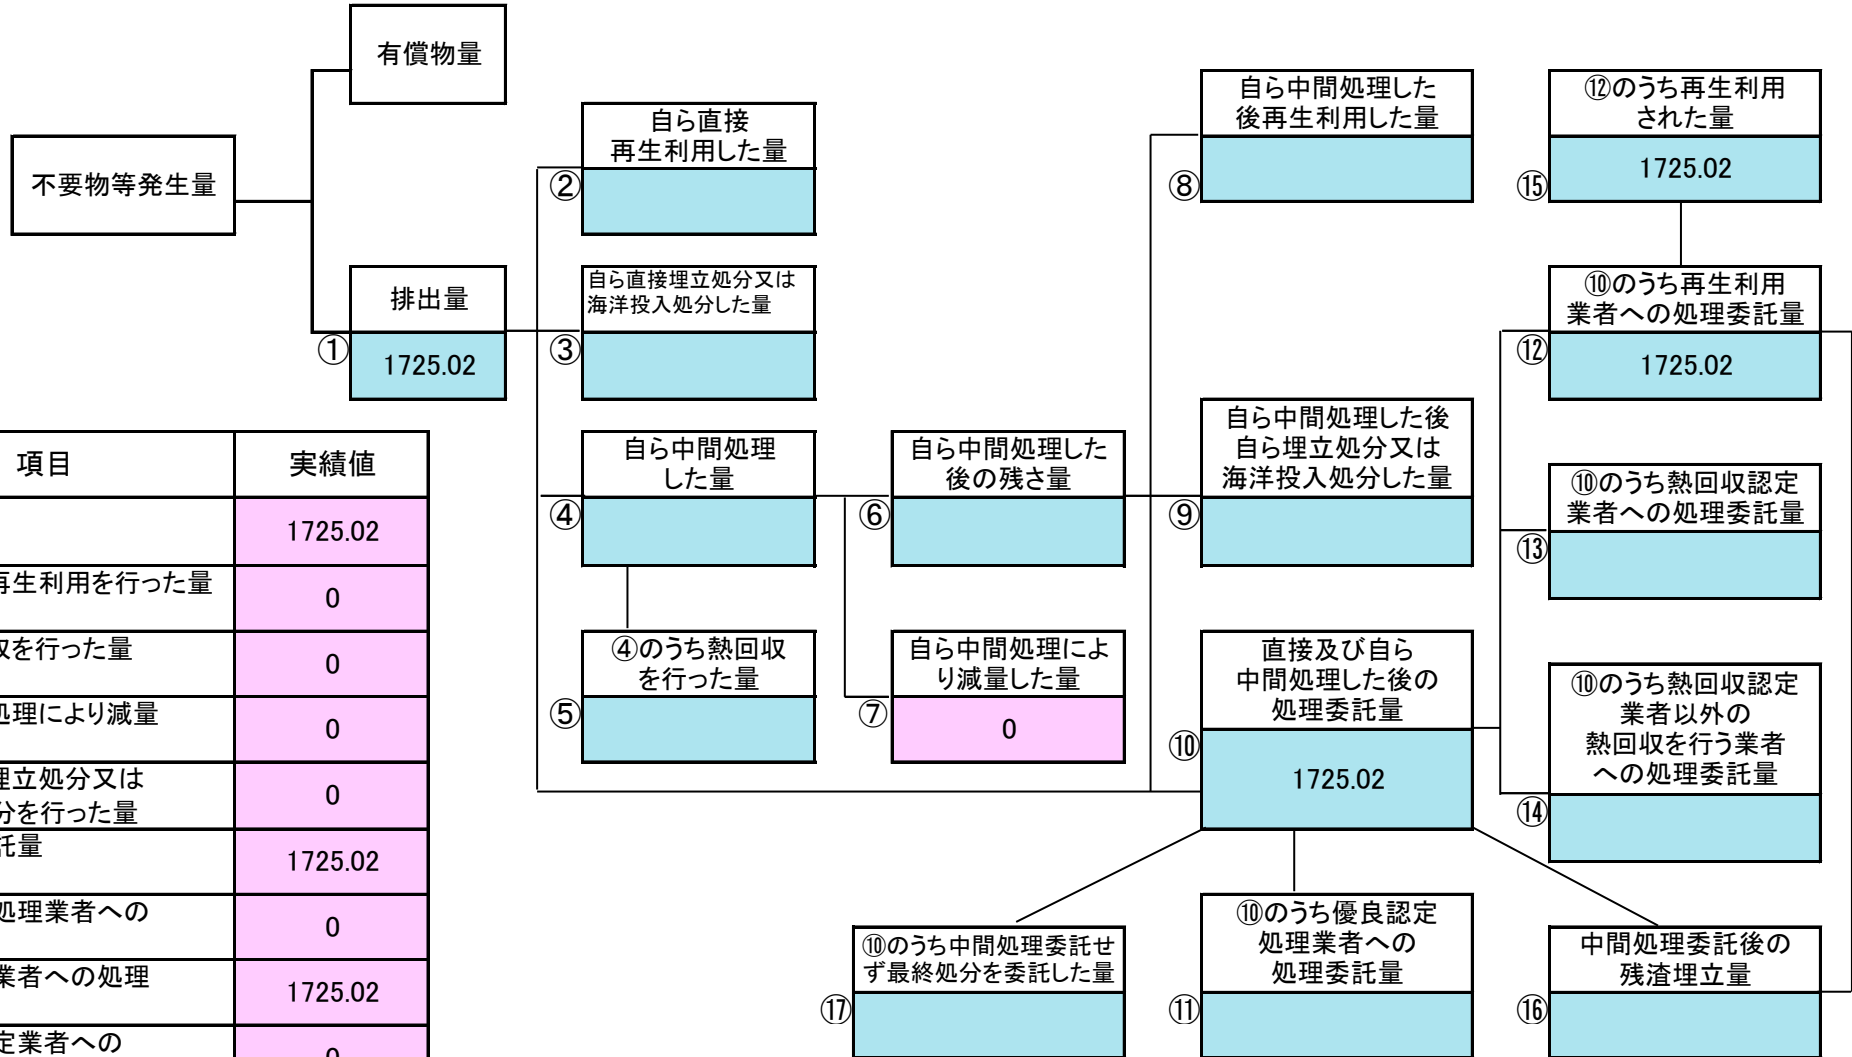 有償物量
不要物等発生量
排出量
①
1725.02
自ら直接
再生利用した量
②
自ら直接埋立処分又は
海洋投入処分した量
③
自ら中間処理
した量
④
④のうち熱回収
を行った量
⑤
自ら中間処理した
後の残さ量
⑥
自ら中間処理によ
り減量した量
⑦
0
自ら中間処理した
後再生利用した量
⑧
自ら中間処理した後
自ら埋立処分又は
海洋投入処分した量
⑨
直接及び自ら
中間処理した後の
処理委託量
⑩
1725.02
⑫のうち再生利用
された量
⑮
1725.02
⑩のうち再生利用
業者への処理委託量
⑫
1725.02
⑩のうち熱回収認定
業者への処理委託量
⑬
⑩のうち熱回収認定
業者以外の
熱回収を行う業者
への処理委託量
⑭
⑩のうち中間処理委託せ
ず最終処分を委託した量
⑰
⑩のうち優良認定
処理業者への
処理委託量
⑪
中間処理委託後の
残渣埋立量
⑯
項目 実績値
1725.02
再生利用を行った量 0
を行った量 0
処理により減量 0
埋立処分又は
分を行った量 0
託量 1725.02
処理業者への 0
業者への処理 1725.02
定業者への 0